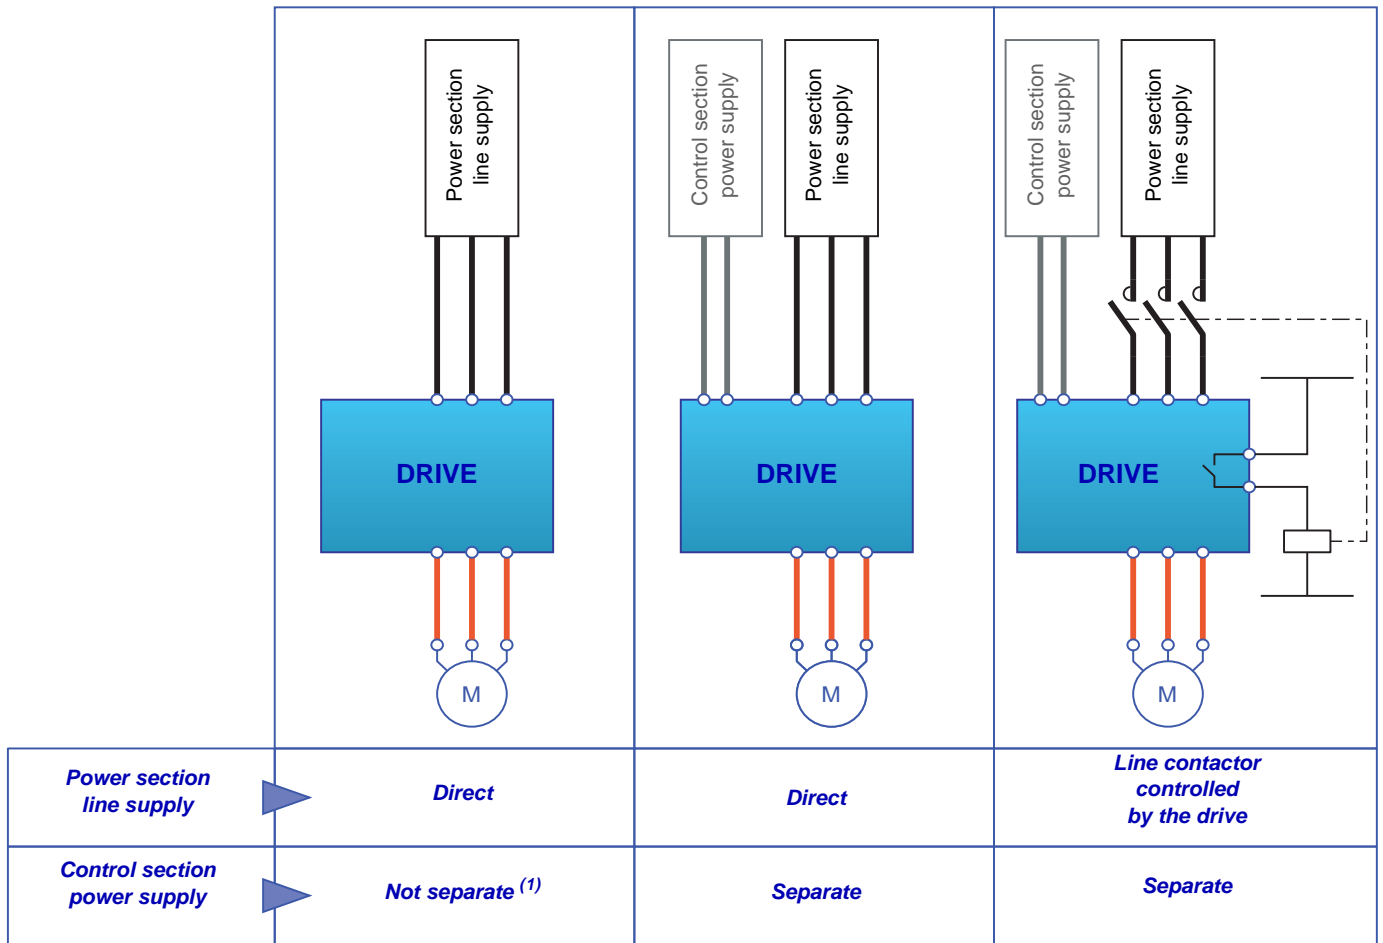 Power section
line supply
Control section
power supply
Power section
line supply
Control section
power supply
Power section
line supply
DRIVE
DRIVE
DRIVE
M
M
M
Power section
line supply
Direct
Direct
Line contactor
controlled
by the drive
Control section
power supply
Not separate (1)
Separate
Separate